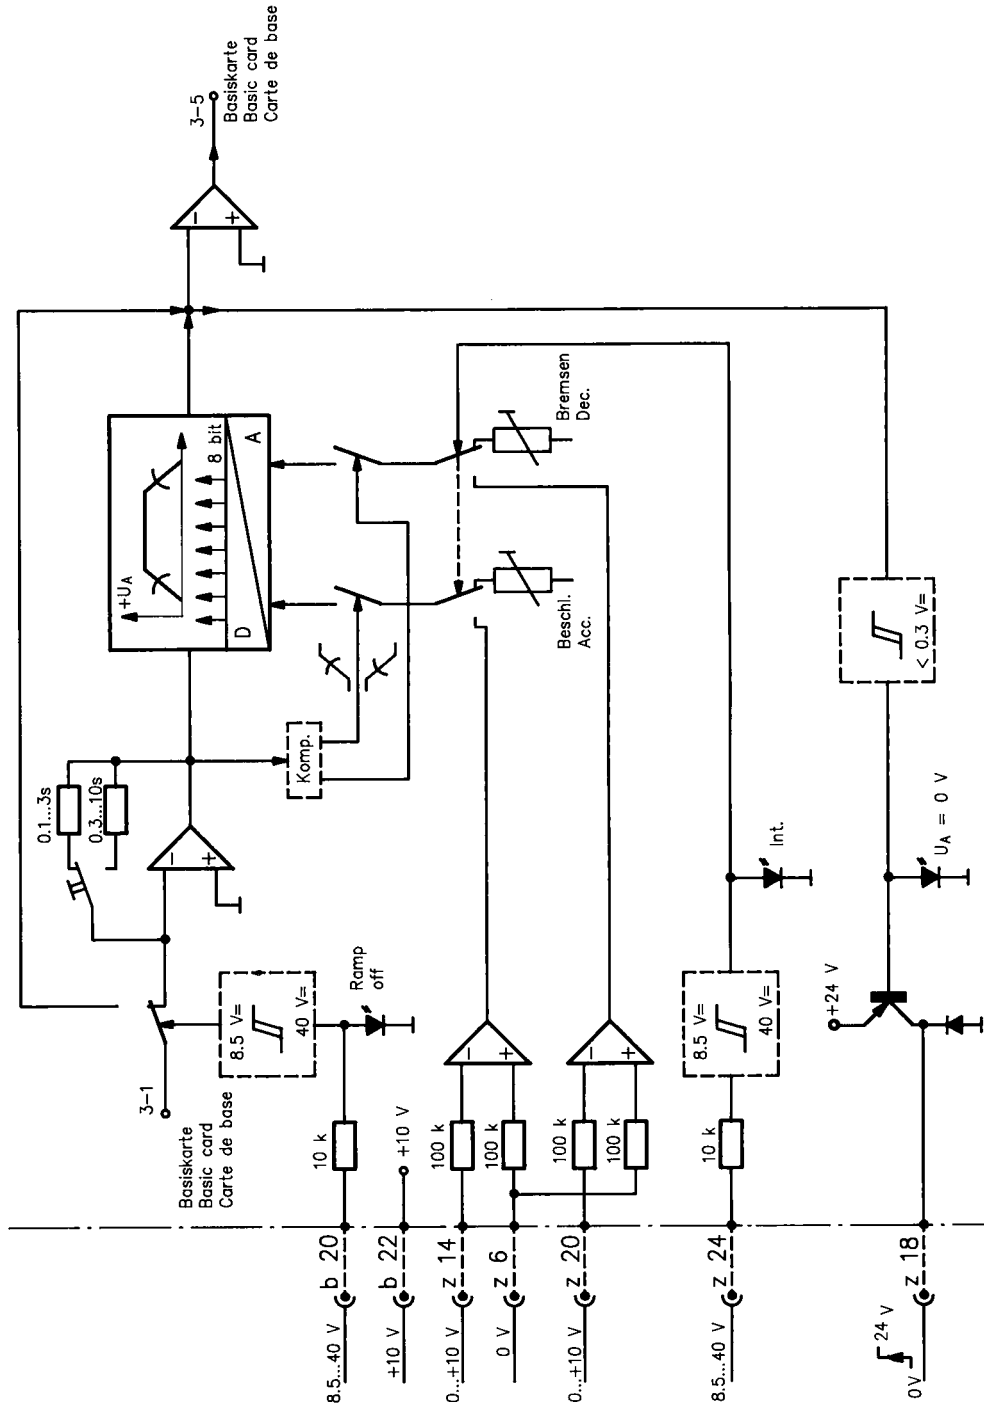 Basiskarte
Basic card
Carte de base
3-5
−
+
+UA
8 bit
D
A
0.1...3s
0.3...10s
−
+
Komp.
Beschl.
Acc.
Bremsen
Dec.
3-1
Basiskarte
Basic card
Carte de base
8.5 V=
40 V=
Ramp
off
10 k
+10 V
100 k
100 k
−
+
100 k
100 k
−
+
10 k
8.5 V=
40 V=
Int.
< 0.3 V=
UA = 0 V
+24 V
b 20
8.5...40 V
b 22
+10 V
z 14
0...+10 V
z 6
0 V
z 20
0...+10 V
z 24
8.5...40 V
z 18
24 V
0V